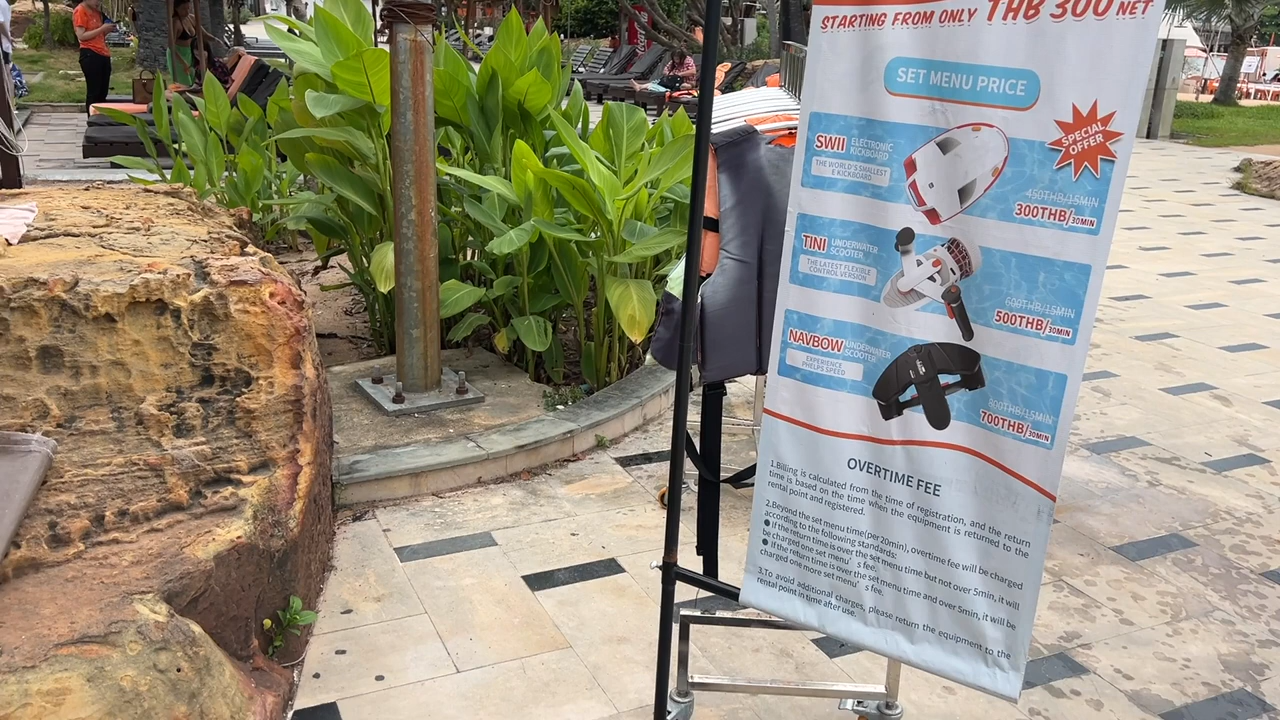 STARTING FROM ONLY THB 300 NET
SET MENU PRICE
SPECIAL OFFER
SWII ELECTRONIC KICKBOARD
THE WORLD'S SMALLEST
E KICKBOARD
450THB/15MIN
300THB/30MIN
TINI UNDERWATER SCOOTER
THE LATEST FLEXIBLE
CONTROL VERSION
600THB/15MIN
500THB/30MIN
NAVBOW UNDERWATER SCOOTER
EXPERIENCE
PHELPS SPEED
800THB/15MIN
700THB/30MIN
OVERTIME FEE
1.Billing is calculated from the time of registration, and the return
time is based on the time when the equipment is returned to the
rental point and registered.
2.Beyond the set menu time(per20min), overtime fee will be charged
according to the following standards:
● If the return time is over the set menu time but not over 5min, it will
be charged one set menu's fee.
● If the return time is over the set menu time and over 5min, it will be
charged one more set menu's fee.
3.To avoid additional charges, please return the equipment to the
rental point in time after use.